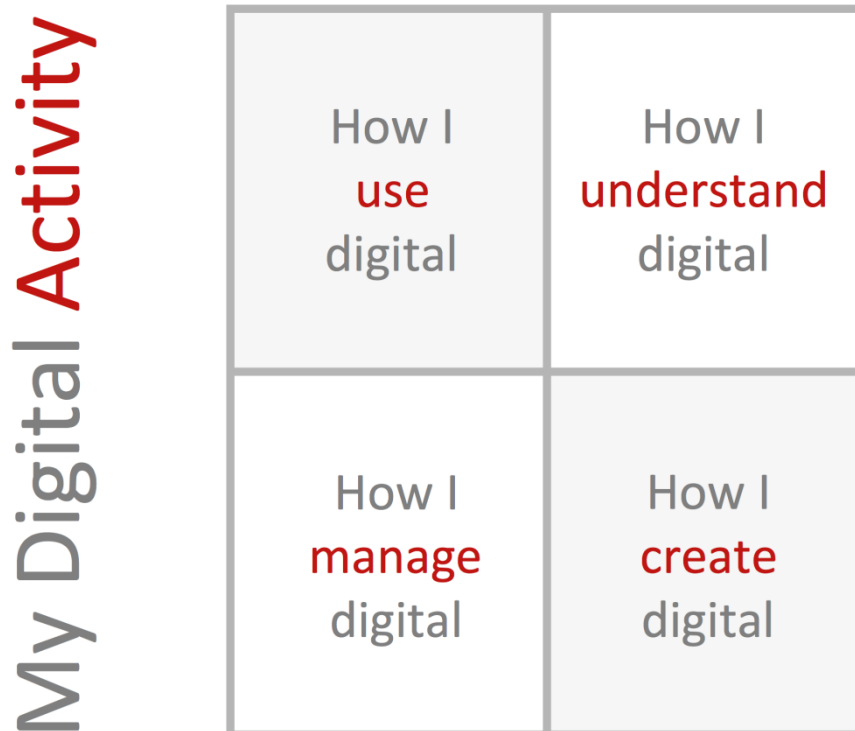 My Digital Activity
How I
use
digital
How I
understand
digital
How I
manage
digital
How I
create
digital